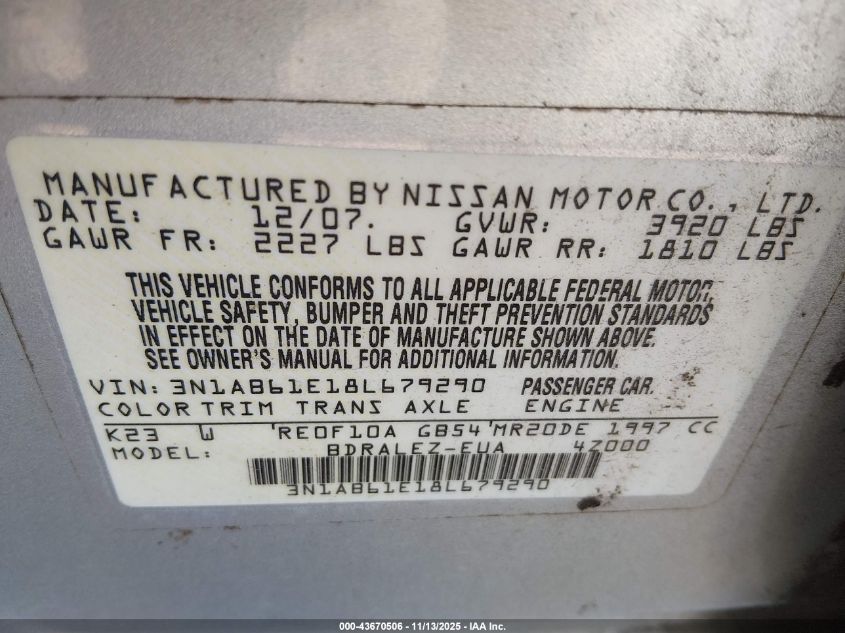 MANUFACTURED BY NISSAN MOTOR CO., LTD.
DATE: 12/07. GVWR: 3920 LBS
GAWR FR: 2227 LBS GAWR RR: 1810 LBS
THIS VEHICLE CONFORMS TO ALL APPLICABLE FEDERAL MOTOR,
VEHICLE SAFETY, BUMPER AND THEFT PREVENTION STANDARDS
IN EFFECT ON THE DATE OF MANUFACTURE SHOWN ABOVE.
SEE OWNER'S MANUAL FOR ADDITIONAL INFORMATION.
VIN: 3N1AB61E18L679290 PASSENGER CAR.
COLOR TRIM TRANS AXLE ENGINE
K23 W 'RE0F10A GB54 'MR20DE 1997 CC
MODEL: BDRALEZ-EUA 4Z000
3N1AB61E18L679290
000-43670506 - 11/13/2025 - IAA Inc.